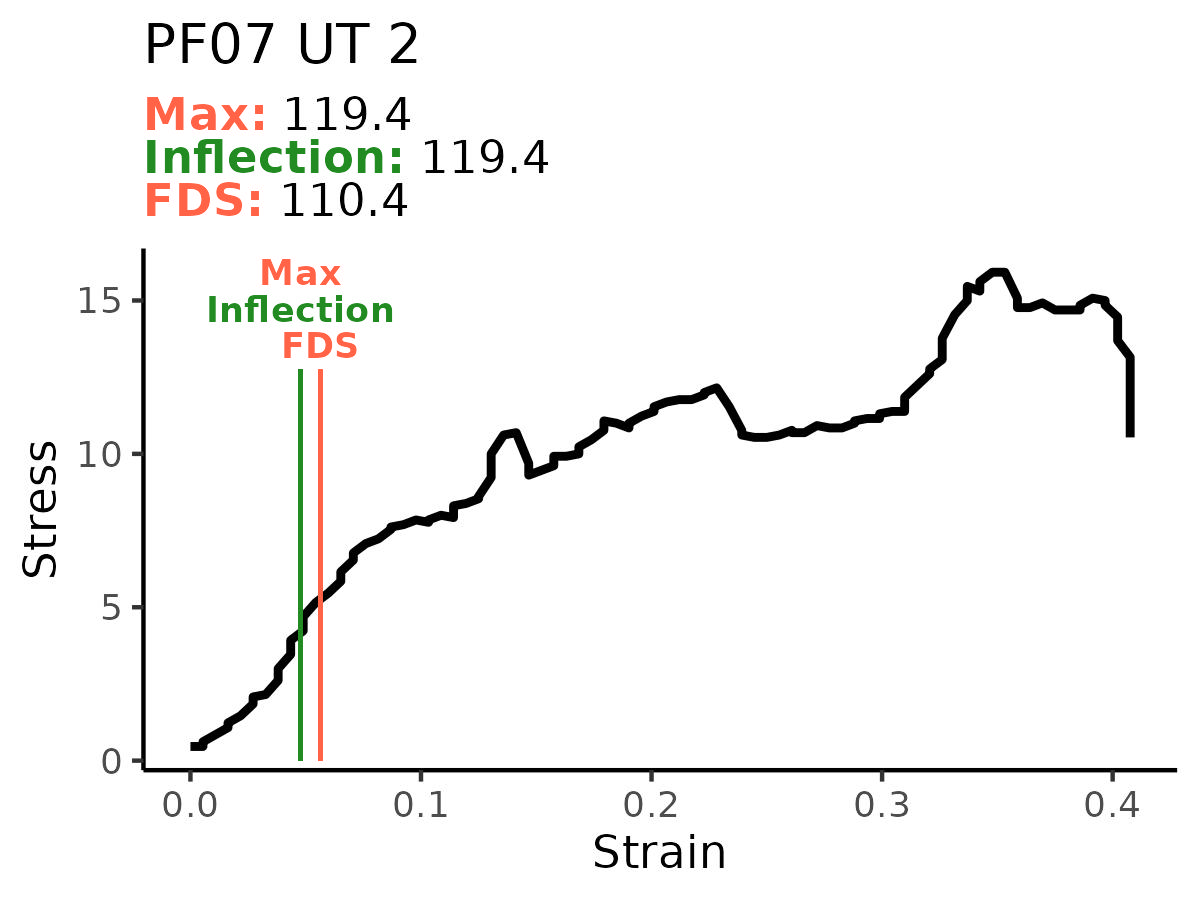 PF07 UT 2
Max: 119.4
Inflection: 119.4
FDS: 110.4
Max
Inflection
FDS
15
10
5
0
Stress
0.0 0.1 0.2 0.3 0.4
Strain